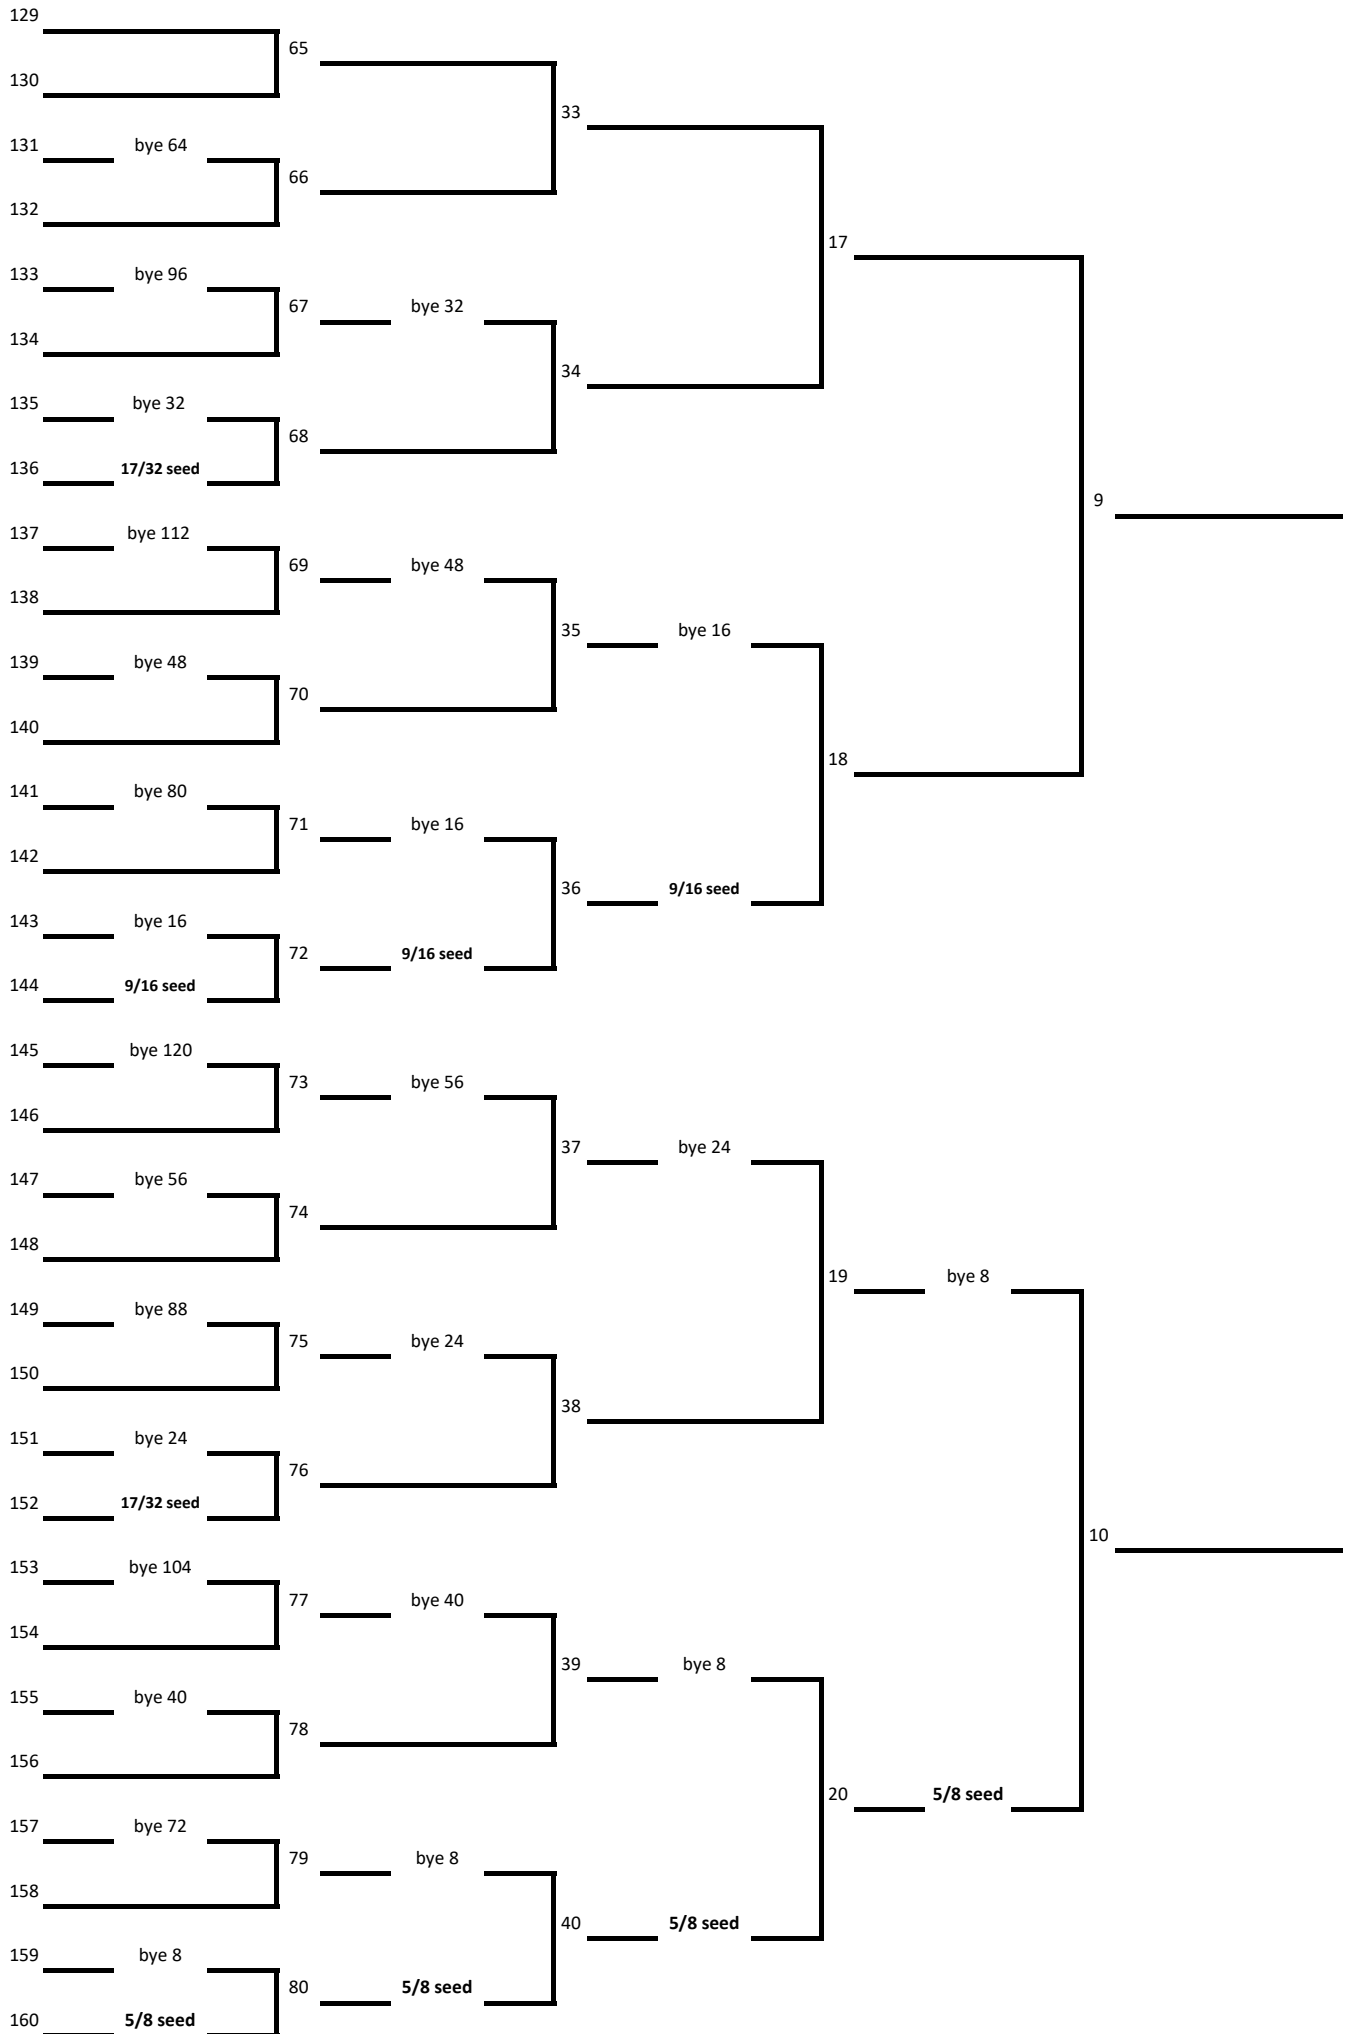 129
65
130
33
131 bye 64
66
132
17
133 bye 96
67 bye 32
134
34
135 bye 32
68
136 17/32 seed
9
137 bye 112
69 bye 48
138
35 bye 16
139 bye 48
70
140
18
141 bye 80
71 bye 16
142
36 9/16 seed
143 bye 16
72 9/16 seed
144 9/16 seed
145 bye 120
73 bye 56
146
37 bye 24
147 bye 56
74
148
19 bye 8
149 bye 88
75 bye 24
150
38
151 bye 24
76
152 17/32 seed
10
153 bye 104
77 bye 40
154
39 bye 8
155 bye 40
78
156
20 5/8 seed
157 bye 72
79 bye 8
158
40 5/8 seed
159 bye 8
80 5/8 seed
160 5/8 seed